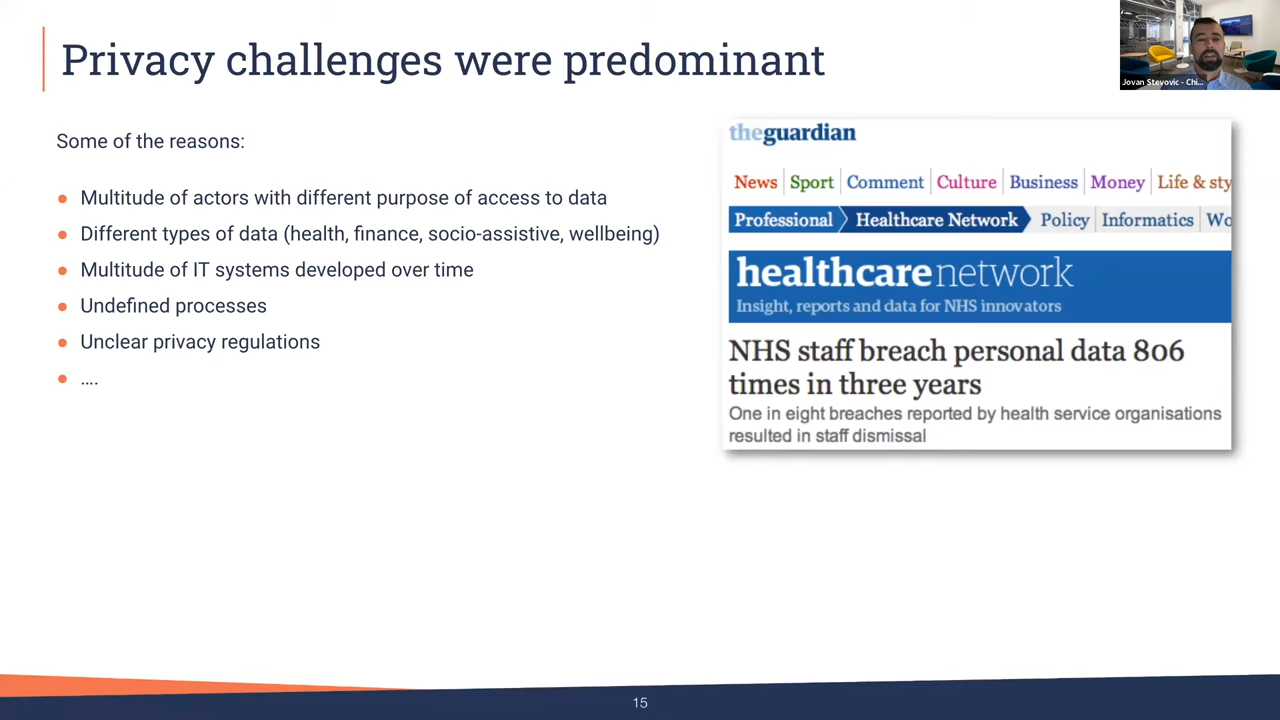 Privacy challenges were predominant
Jovan Stevovic - Chi...
Some of the reasons:
Multitude of actors with different purpose of access to data
Different types of data (health, finance, socio-assistive, wellbeing)
Multitude of IT systems developed over time
Undefined processes
Unclear privacy regulations
....
theguardian
News Sport Comment Culture Business Money Life & sty
Professional Healthcare Network Policy Informatics Wo
healthcarenetwork
Insight, reports and data for NHS innovators
NHS staff breach personal data 806
times in three years
One in eight breaches reported by health service organisations
resulted in staff dismissal
15